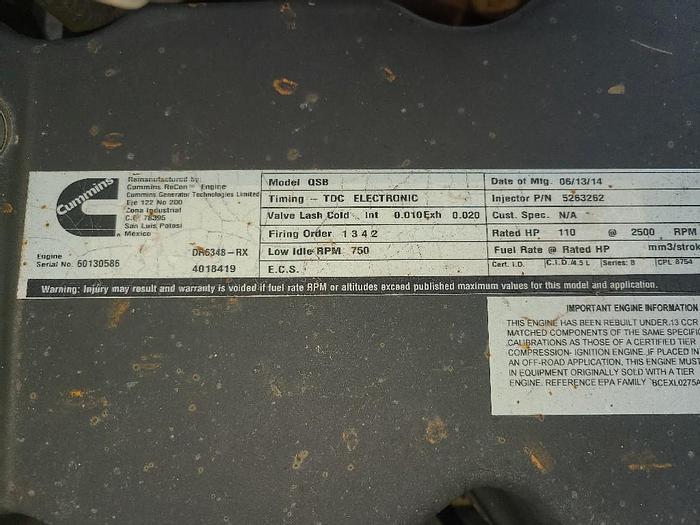 Cummins
Remanufactured by:
Cummins ReCon Engine
Cummins Generator Technologies Limited
Eje 122 No 200
Zona Industrial
C.P. 78395
San Luis Potosi
Mexico
Engine
Serial No. 60130585
DR6348-RX
4018419
Model QSB
Timing - TDC ELECTRONIC
Valve Lash Cold Int 0.010 Exh 0.020
Firing Order 1 3 4 2
Low Idle RPM 750
E.C.S.
Date of Mfg. 06/13/14
Injector P/N 5263262
Cust. Spec. N/A
Rated HP 110 @ 2500 RPM
Fuel Rate @ Rated HP mm3/strok
Cert. I.D. C.I.D./4.5 L Series: B CPL 8754
Warning: Injury may result and warranty is voided if fuel rate RPM or altitudes exceed published maximum values for this model and application.
IMPORTANT ENGINE INFORMATION
THIS ENGINE HAS BEEN REBUILT UNDER.13 CCR
MATCHED COMPONENTS OF THE SAME SPECIFIC
CALIBRATIONS AS THOSE OF A CERTIFIED TIER
COMPRESSION- IGNITION ENGINE. IF PLACED IN
AN OFF-ROAD APPLICATION, THIS ENGINE MUST
IN EQUIPMENT ORIGINALLY SOLD WITH A TIER
ENGINE. REFERENCE EPA FAMILY BCEXL0275A